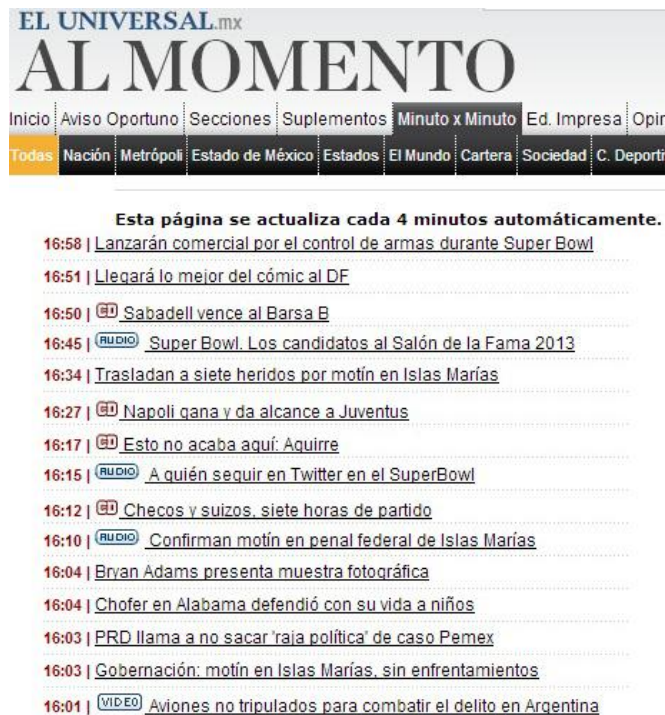 EL UNIVERSAL.mx
AL MOMENTO
Inicio Aviso Oportuno Secciones Suplementos Minuto x Minuto Ed. Impresa
Todas Nación Metrópoli Estado de México Estados El Mundo Cartera Sociedad C. Deporti
Esta página se actualiza cada 4 minutos automáticamente.
16:58 | Lanzarán comercial por el control de armas durante Super Bowl
16:51 | Llegará lo mejor del cómic al DF
16:50 | Sabadell vence al Barsa B
16:45 | AUDIO Super Bowl. Los candidatos al Salón de la Fama 2013
16:34 | Trasladan a siete heridos por motín en Islas Marías
16:27 | Napoli gana y da alcance a Juventus
16:17 | Esto no acaba aquí: Aguirre
16:15 | AUDIO A quién seguir en Twitter en el SuperBowl
16:12 | Checos y suizos, siete horas de partido
16:10 | AUDIO Confirman motín en penal federal de Islas Marías
16:04 | Bryan Adams presenta muestra fotográfica
16:04 | Chofer en Alabama defendió con su vida a niños
16:03 | PRD llama a no sacar 'raja política' de caso Pemex
16:03 | Gobernación: motín en Islas Marías, sin enfrentamientos
16:01 | VIDEO Aviones no tripulados para combatir el delito en Argentina